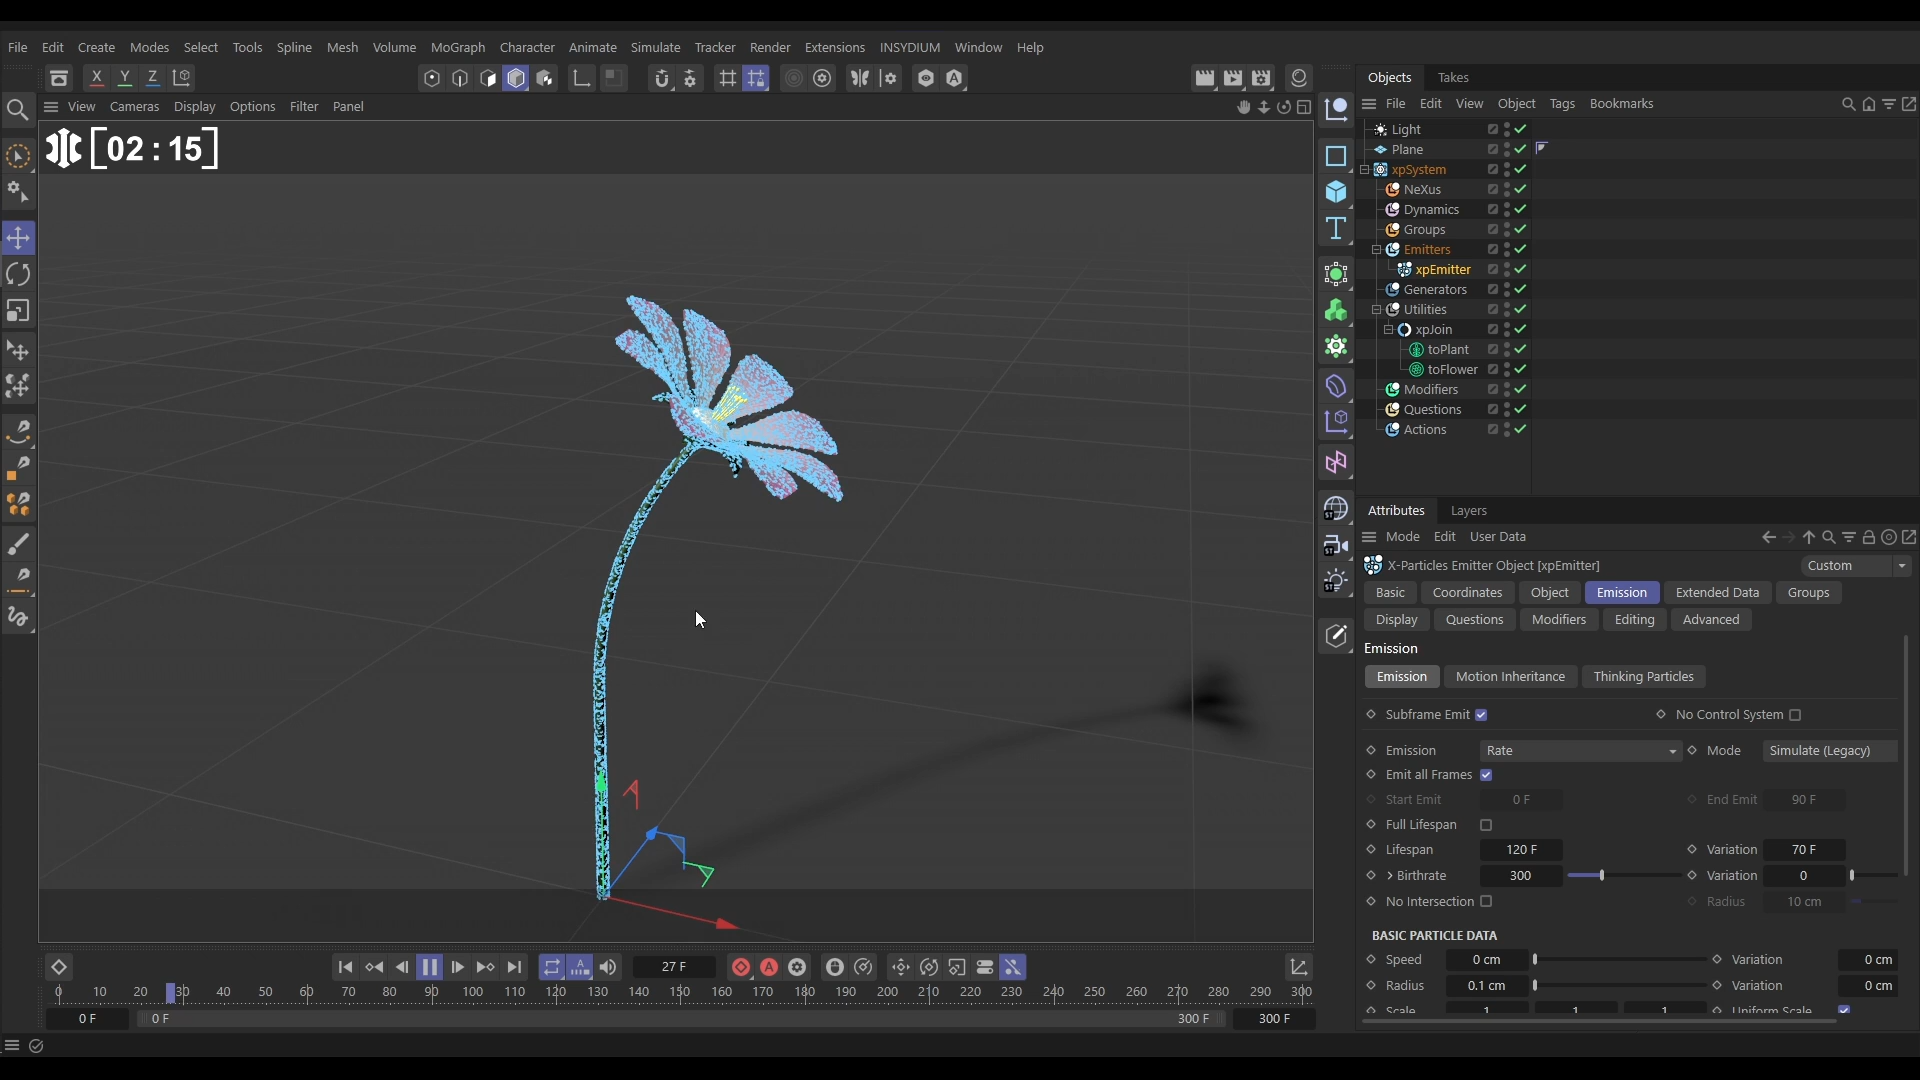 File Edit Create Modes Select Tools Spline Mesh Volume MoGraph Character Animate Simulate Tracker Render Extensions INSYDIUM Window Help
X Y Z
View Cameras Display Options Filter Panel
[02:15]
27 F
0 10 20 30 40 50 60 70 80 90 100 110 120 130 140 150 160 170 180 190 200 210 220 230 240 250 260 270 280 290 300
0 F 0 F 300 F 300 F
Objects Takes
File Edit View Object Tags Bookmarks
Light
Plane
xpSystem
NeXus
Dynamics
Groups
Emitters
xpEmitter
Generators
Utilities
xpJoin
toPlant
toFlower
Modifiers
Questions
Actions
Attributes Layers
Mode Edit User Data
X-Particles Emitter Object [xpEmitter] Custom
Basic Coordinates Object Emission Extended Data Groups
Display Questions Modifiers Editing Advanced
Emission
Emission Motion Inheritance Thinking Particles
Subframe Emit No Control System
Emission Rate Mode Simulate (Legacy)
Emit all Frames
Start Emit 0 F End Emit 90 F
Full Lifespan
Lifespan 120 F Variation 70 F
Birthrate 300 Variation 0
No Intersection Radius 10 cm
BASIC PARTICLE DATA
Speed 0 cm Variation 0 cm
Radius 0.1 cm Variation 0 cm
Scale 1 1 1 Uniform Scale